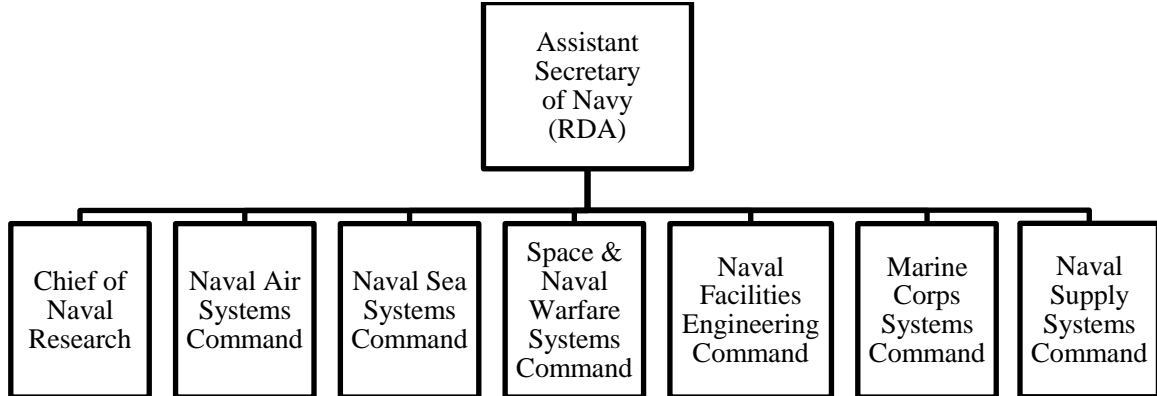 Assistant
Secretary
of Navy
(RDA)
Chief of
Naval
Research
Naval Air
Systems
Command
Naval Sea
Systems
Command
Space &
Naval
Warfare
Systems
Command
Naval
Facilities
Engineering
Command
Marine
Corps
Systems
Command
Naval
Supply
Systems
Command